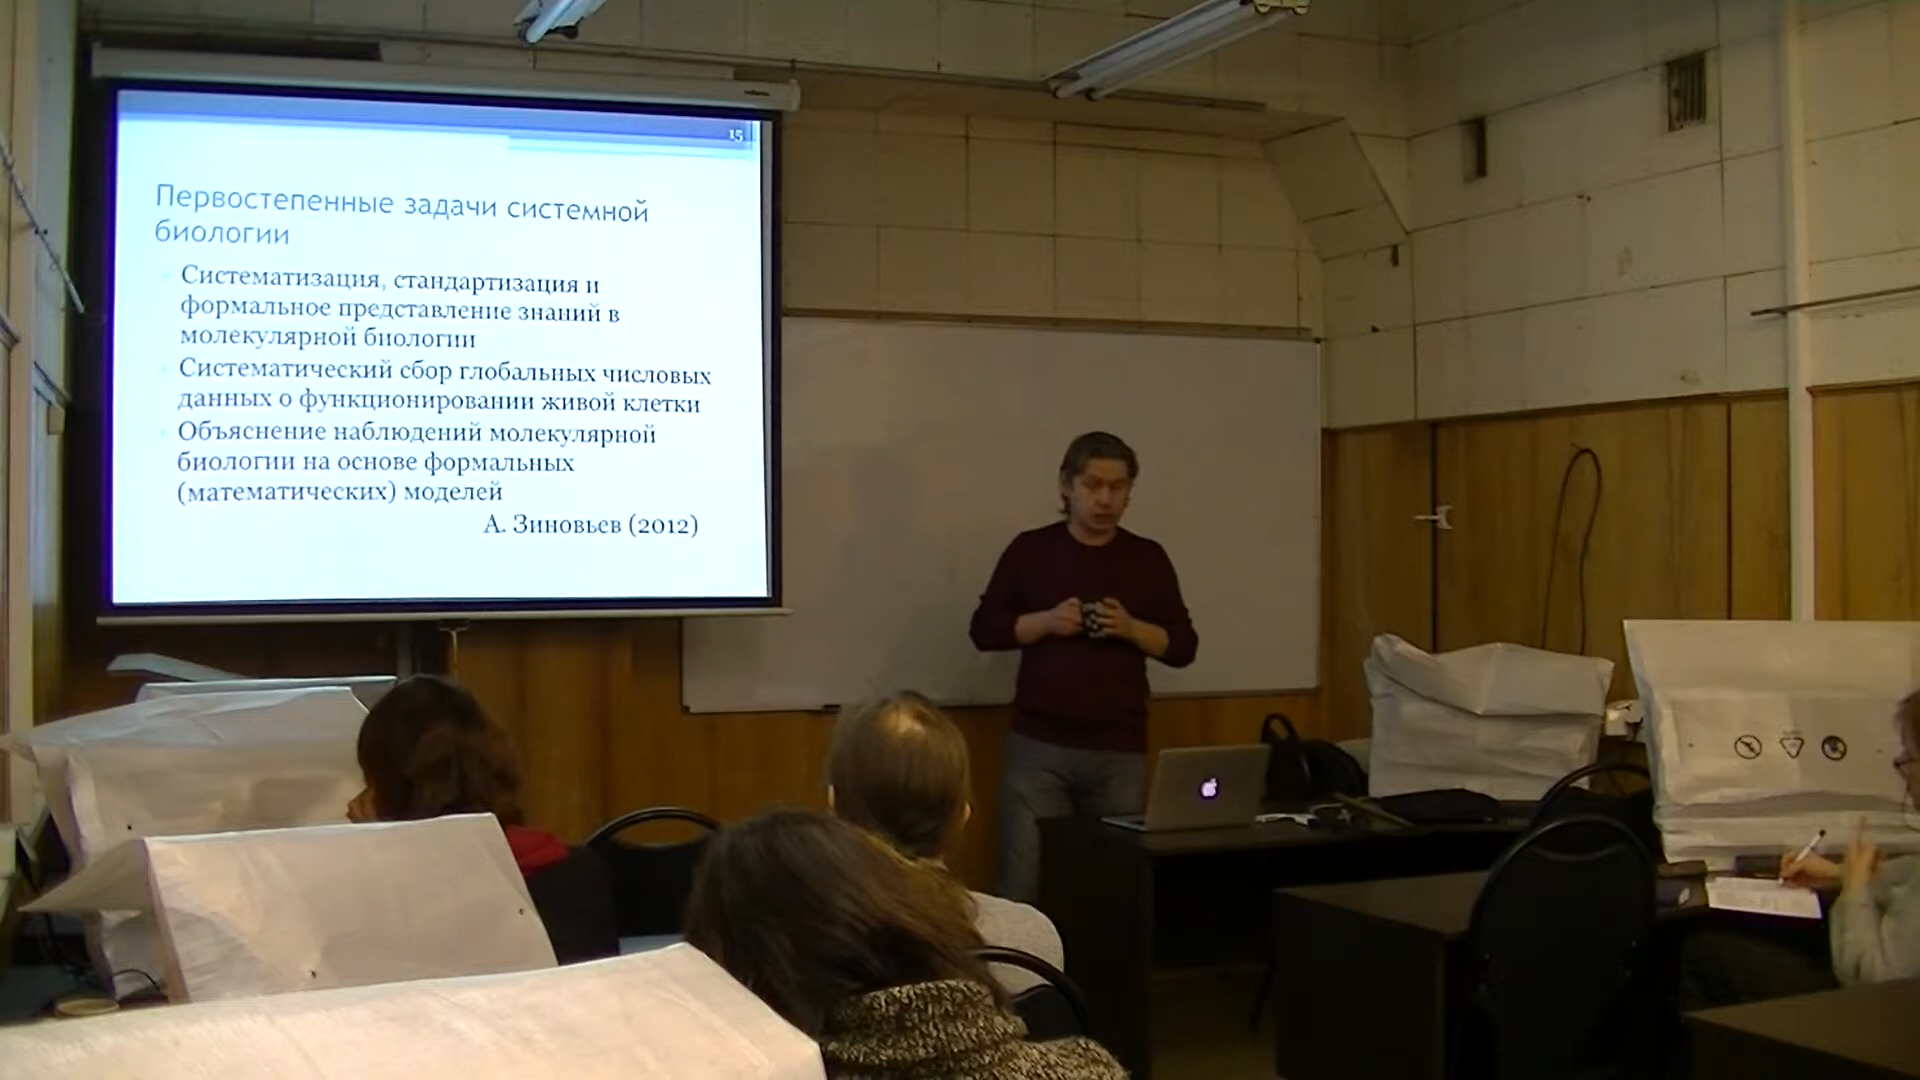 15
Первостепенные задачи системной
биологии
Систематизация, стандартизация и
формальное представление знаний в
молекулярной биологии
Систематический сбор глобальных числовых
данных о функционировании живой клетки
Объяснение наблюдений молекулярной
биологии на основе формальных
(математических) моделей
А. Зиновьев (2012)